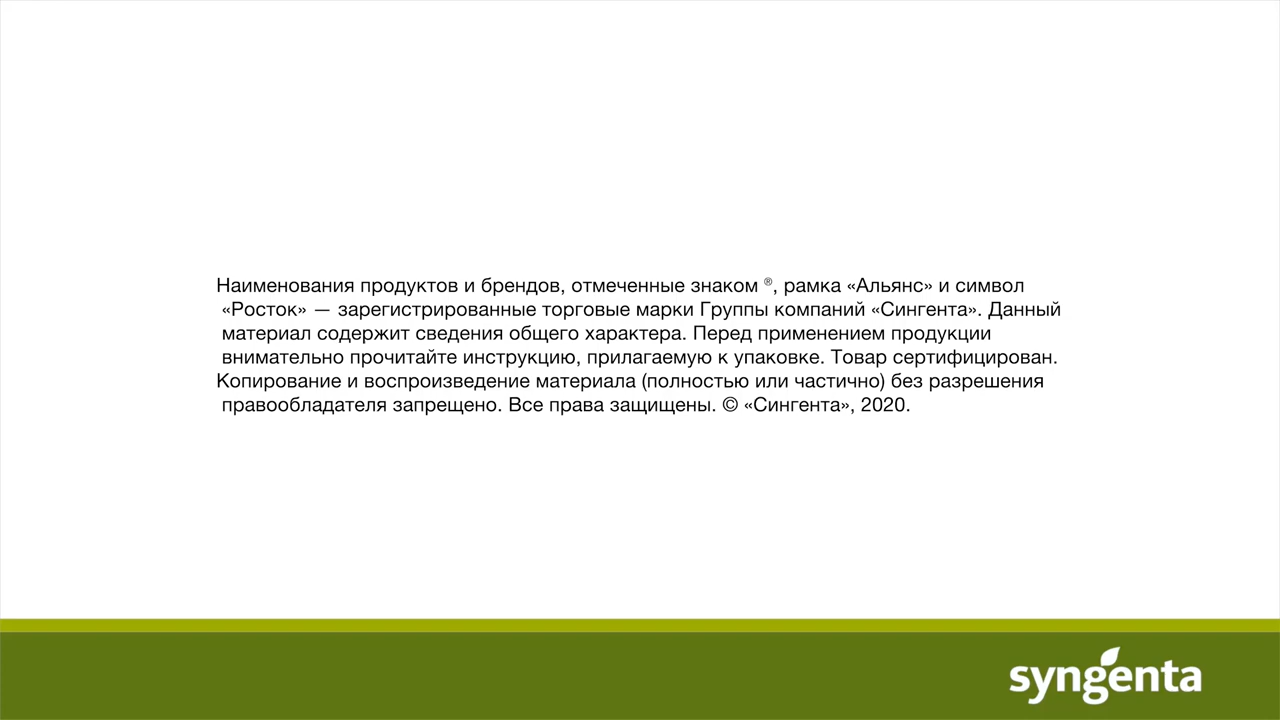 Наименования продуктов и брендов, отмеченные знаком ®, рамка «Альянс» и символ
«Росток» — зарегистрированные торговые марки Группы компаний «Сингента». Данный
материал содержит сведения общего характера. Перед применением продукции
внимательно прочитайте инструкцию, прилагаемую к упаковке. Товар сертифицирован.
Копирование и воспроизведение материала (полностью или частично) без разрешения
правообладателя запрещено. Все права защищены. © «Сингента», 2020.
syngenta